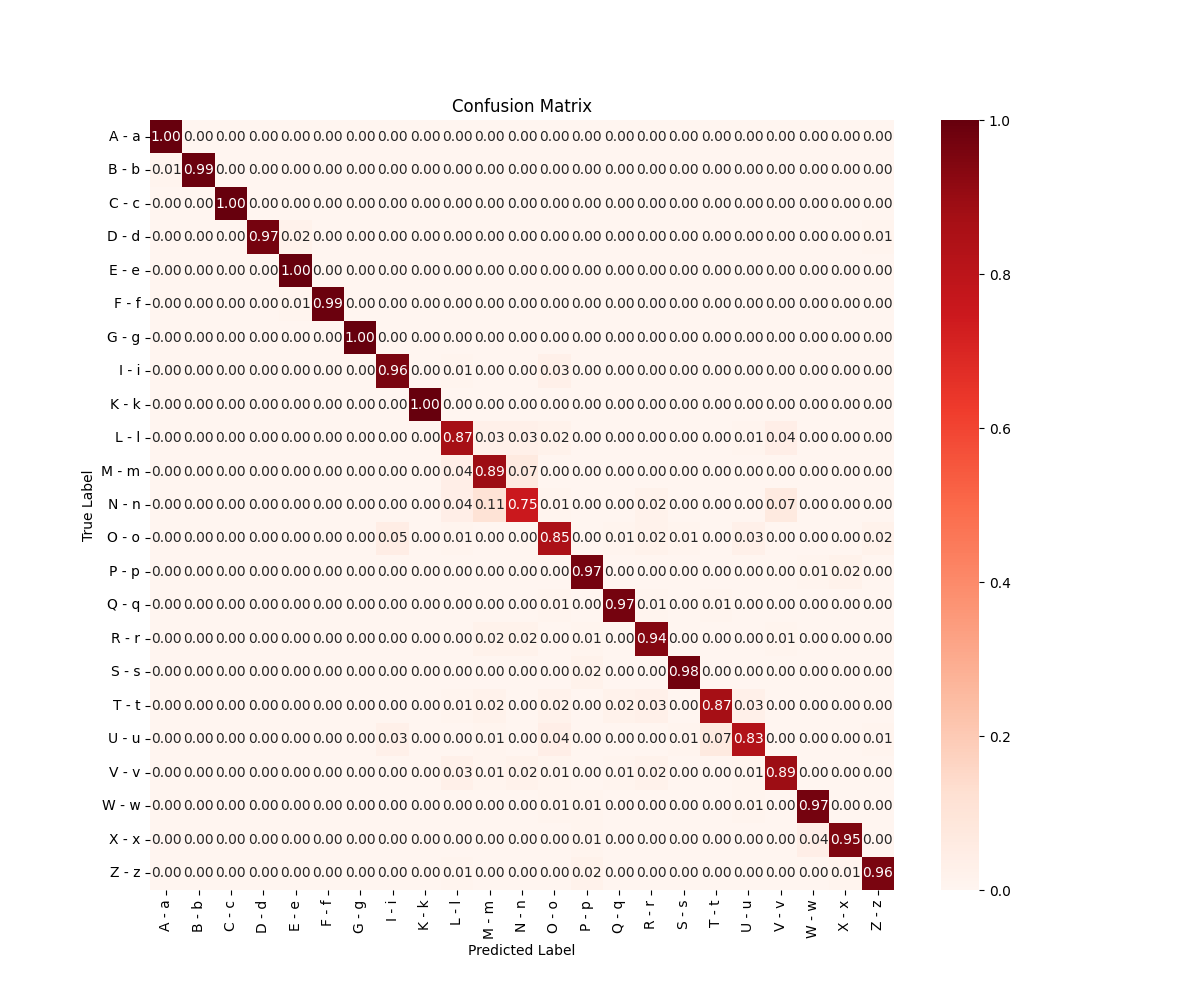 Confusion Matrix
A - a 1.00 0.00 0.00 0.00 0.00 0.00 0.00 0.00 0.00 0.00 0.00 0.00 0.00 0.00 0.00 0.00 0.00 0.00 0.00 0.00 0.00 0.00 0.00
B - b 0.01 0.99 0.00 0.00 0.00 0.00 0.00 0.00 0.00 0.00 0.00 0.00 0.00 0.00 0.00 0.00 0.00 0.00 0.00 0.00 0.00 0.00 0.00
C - c 0.00 0.00 1.00 0.00 0.00 0.00 0.00 0.00 0.00 0.00 0.00 0.00 0.00 0.00 0.00 0.00 0.00 0.00 0.00 0.00 0.00 0.00 0.00
D - d 0.00 0.00 0.00 0.97 0.02 0.00 0.00 0.00 0.00 0.00 0.00 0.00 0.00 0.00 0.00 0.00 0.00 0.00 0.00 0.00 0.00 0.00 0.01
E - e 0.00 0.00 0.00 0.00 1.00 0.00 0.00 0.00 0.00 0.00 0.00 0.00 0.00 0.00 0.00 0.00 0.00 0.00 0.00 0.00 0.00 0.00 0.00
F - f 0.00 0.00 0.00 0.00 0.01 0.99 0.00 0.00 0.00 0.00 0.00 0.00 0.00 0.00 0.00 0.00 0.00 0.00 0.00 0.00 0.00 0.00 0.00
G - g 0.00 0.00 0.00 0.00 0.00 0.00 1.00 0.00 0.00 0.00 0.00 0.00 0.00 0.00 0.00 0.00 0.00 0.00 0.00 0.00 0.00 0.00 0.00
I - i 0.00 0.00 0.00 0.00 0.00 0.00 0.00 0.96 0.00 0.01 0.00 0.00 0.03 0.00 0.00 0.00 0.00 0.00 0.00 0.00 0.00 0.00 0.00
K - k 0.00 0.00 0.00 0.00 0.00 0.00 0.00 0.00 1.00 0.00 0.00 0.00 0.00 0.00 0.00 0.00 0.00 0.00 0.00 0.00 0.00 0.00 0.00
L - l 0.00 0.00 0.00 0.00 0.00 0.00 0.00 0.00 0.00 0.87 0.03 0.03 0.02 0.00 0.00 0.00 0.00 0.00 0.01 0.04 0.00 0.00 0.00
M - m 0.00 0.00 0.00 0.00 0.00 0.00 0.00 0.00 0.00 0.04 0.89 0.07 0.00 0.00 0.00 0.00 0.00 0.00 0.00 0.00 0.00 0.00 0.00
N - n 0.00 0.00 0.00 0.00 0.00 0.00 0.00 0.00 0.00 0.04 0.11 0.75 0.01 0.00 0.00 0.02 0.00 0.00 0.00 0.07 0.00 0.00 0.00
O - o 0.00 0.00 0.00 0.00 0.00 0.00 0.00 0.05 0.00 0.01 0.00 0.00 0.85 0.00 0.01 0.02 0.01 0.00 0.03 0.00 0.00 0.00 0.02
P - p 0.00 0.00 0.00 0.00 0.00 0.00 0.00 0.00 0.00 0.00 0.00 0.00 0.00 0.97 0.00 0.00 0.00 0.00 0.00 0.00 0.01 0.02 0.00
Q - q 0.00 0.00 0.00 0.00 0.00 0.00 0.00 0.00 0.00 0.00 0.00 0.00 0.01 0.00 0.97 0.01 0.00 0.01 0.00 0.00 0.00 0.00 0.00
R - r 0.00 0.00 0.00 0.00 0.00 0.00 0.00 0.00 0.00 0.00 0.02 0.02 0.00 0.01 0.00 0.94 0.00 0.00 0.00 0.01 0.00 0.00 0.00
S - s 0.00 0.00 0.00 0.00 0.00 0.00 0.00 0.00 0.00 0.00 0.00 0.00 0.00 0.02 0.00 0.00 0.98 0.00 0.00 0.00 0.00 0.00 0.00
T - t 0.00 0.00 0.00 0.00 0.00 0.00 0.00 0.00 0.00 0.01 0.02 0.00 0.02 0.00 0.02 0.03 0.00 0.87 0.03 0.00 0.00 0.00 0.00
U - u 0.00 0.00 0.00 0.00 0.00 0.00 0.00 0.03 0.00 0.00 0.01 0.00 0.04 0.00 0.00 0.00 0.01 0.07 0.83 0.00 0.00 0.00 0.01
V - v 0.00 0.00 0.00 0.00 0.00 0.00 0.00 0.00 0.00 0.03 0.01 0.02 0.01 0.00 0.01 0.02 0.00 0.00 0.01 0.89 0.00 0.00 0.00
W - w 0.00 0.00 0.00 0.00 0.00 0.00 0.00 0.00 0.00 0.00 0.00 0.00 0.01 0.01 0.00 0.00 0.00 0.00 0.01 0.00 0.97 0.00 0.00
X - x 0.00 0.00 0.00 0.00 0.00 0.00 0.00 0.00 0.00 0.00 0.00 0.00 0.00 0.01 0.00 0.00 0.00 0.00 0.00 0.00 0.04 0.95 0.00
Z - z 0.00 0.00 0.00 0.00 0.00 0.00 0.00 0.00 0.00 0.01 0.00 0.00 0.00 0.02 0.00 0.00 0.00 0.00 0.00 0.00 0.00 0.01 0.96
A - a B - b C - c D - d E - e F - f G - g I - i K - k L - l M - m N - n O - o P - p Q - q R - r S - s T - t U - u V - v W - w X - x Z - z
Predicted Label
True Label
1.0
0.8
0.6
0.4
0.2
0.0